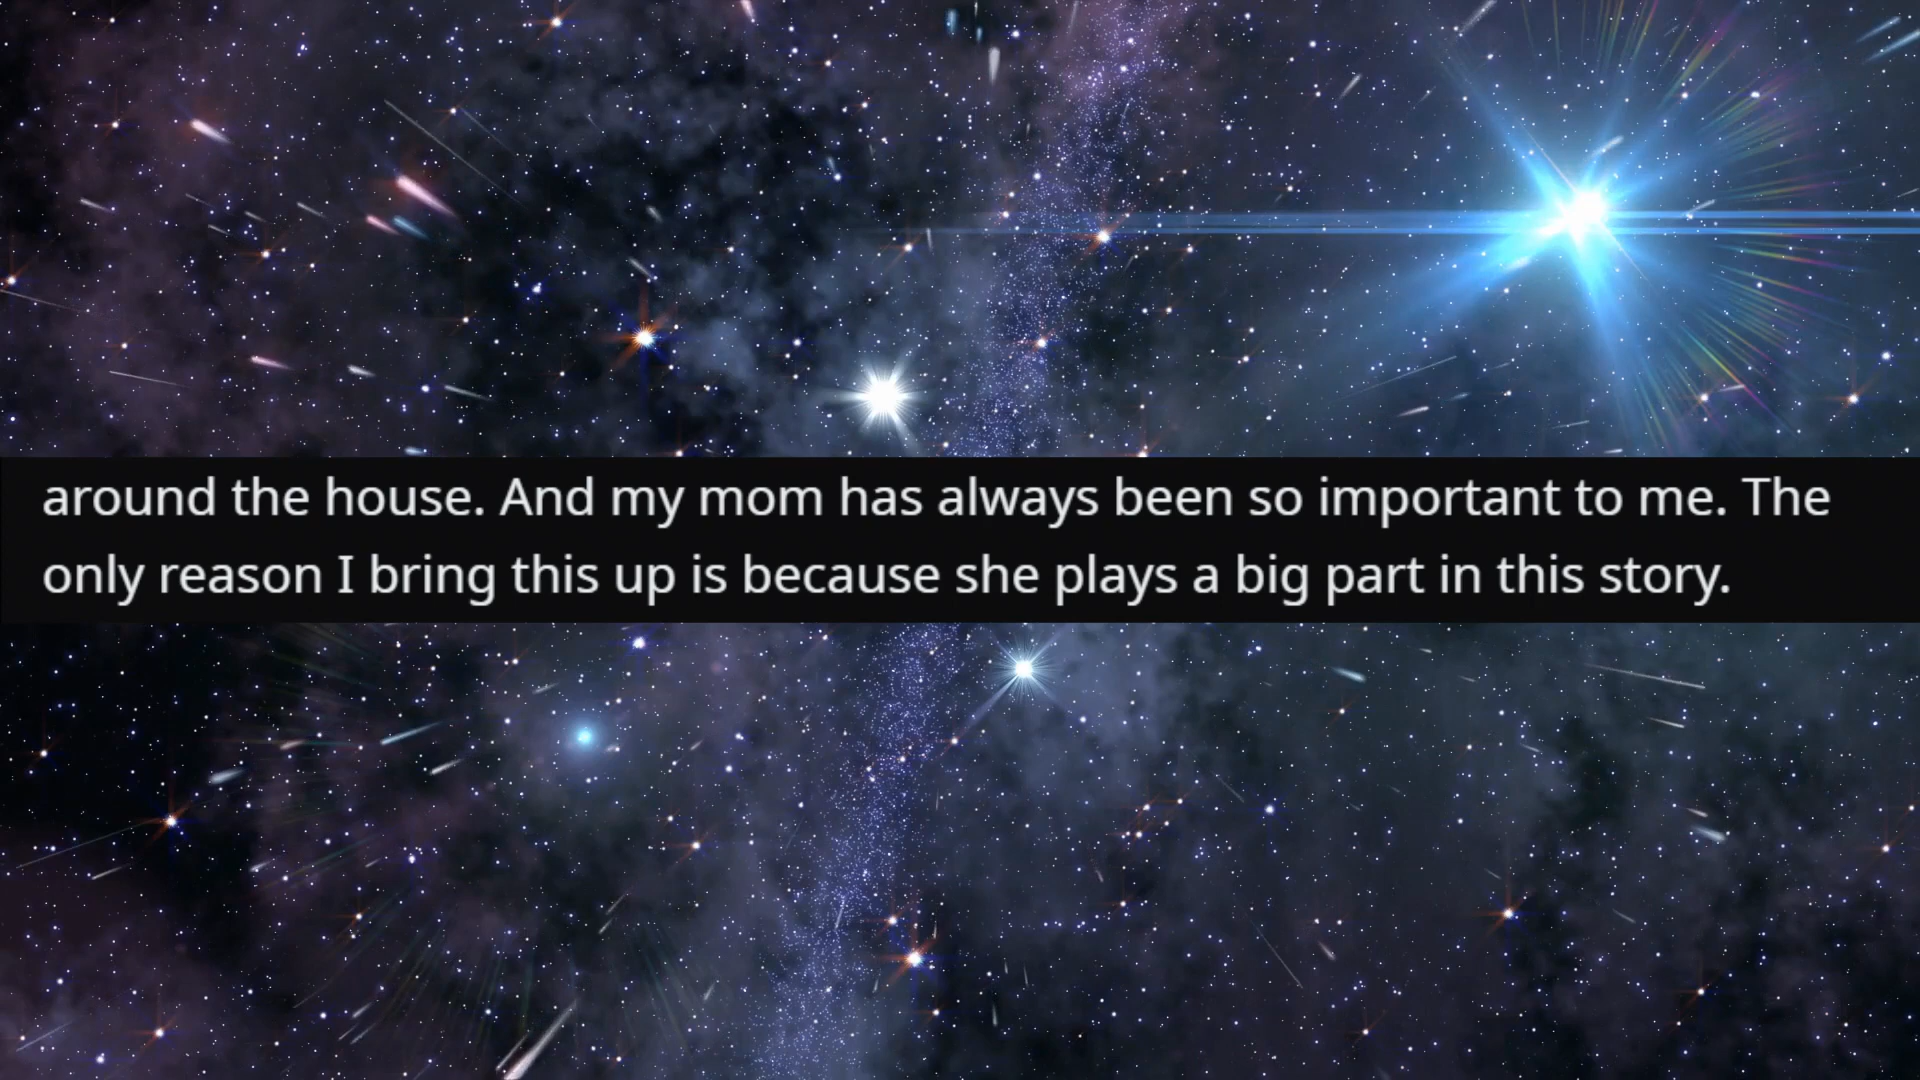 around the house. And my mom has always been so important to me. The
only reason I bring this up is because she plays a big part in this story.